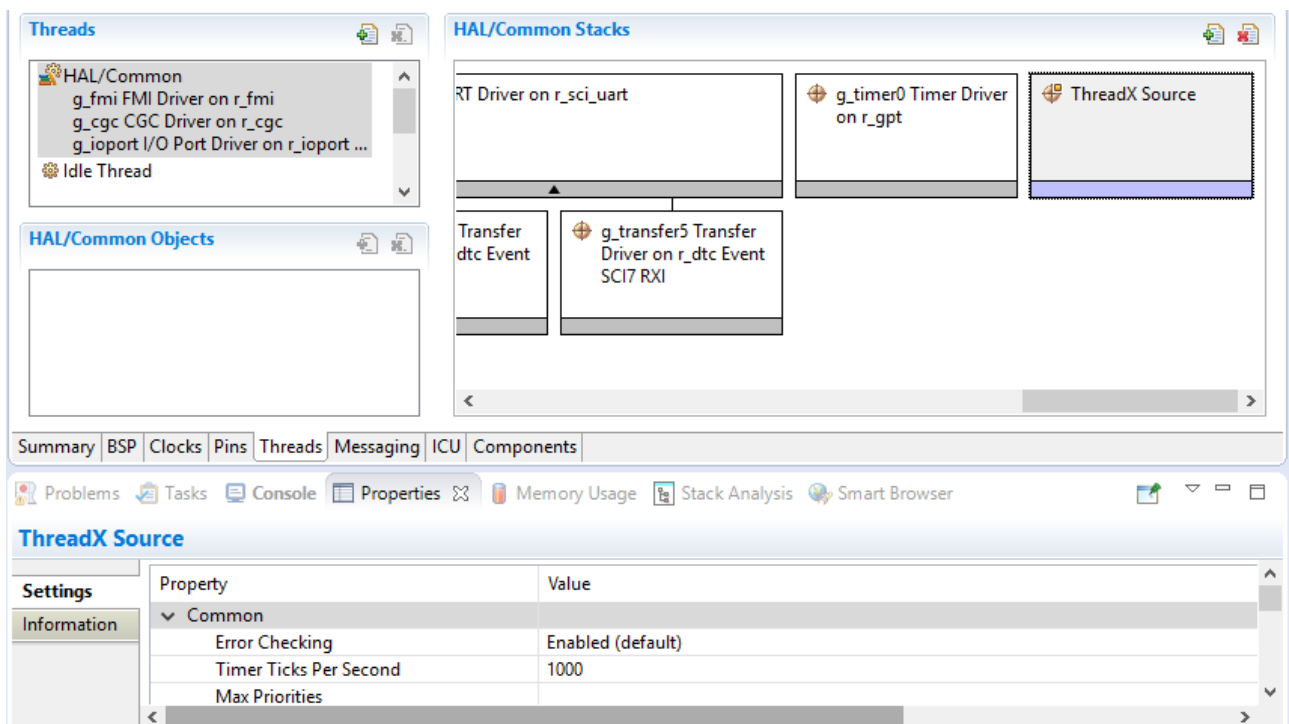 Threads
HAL/Common
g_fmi FMI Driver on r_fmi
g_cgc CGC Driver on r_cgc
g_ioport I/O Port Driver on r_ioport ...
Idle Thread
HAL/Common Objects
HAL/Common Stacks
RT Driver on r_sci_uart
g_timer0 Timer Driver
on r_gpt
ThreadX Source
Transfer
dtc Event
g_transfer5 Transfer
Driver on r_dtc Event
SCI7 RXI
Summary BSP Clocks Pins Threads Messaging ICU Components
Problems Tasks Console Properties Memory Usage Stack Analysis Smart Browser
ThreadX Source
Settings
Information
Property Value
Common
Error Checking Enabled (default)
Timer Ticks Per Second 1000
Max Priorities